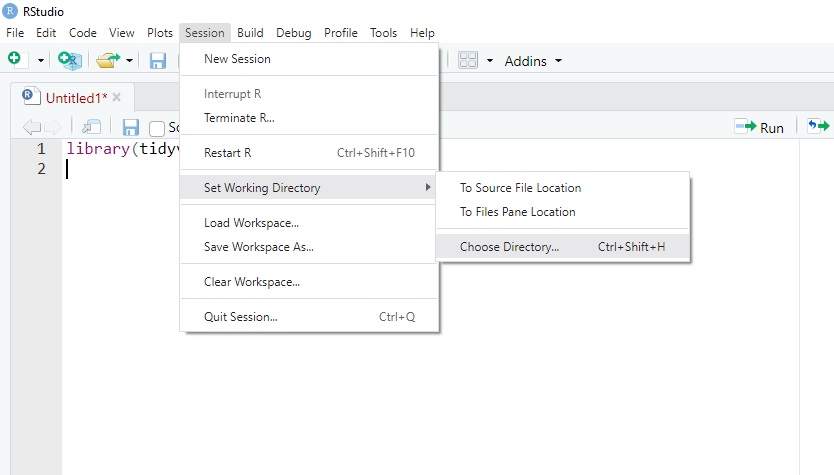 RStudio
File Edit Code View Plots Session Build Debug Profile Tools Help
New Session
Addins
Interrupt R
Untitled1*
Terminate R...
Run
Restart R Ctrl+Shift+F10
1 library(
2
Set Working Directory
To Source File Location
To Files Pane Location
Load Workspace...
Save Workspace As...
Choose Directory... Ctrl+Shift+H
Clear Workspace...
Quit Session... Ctrl+Q